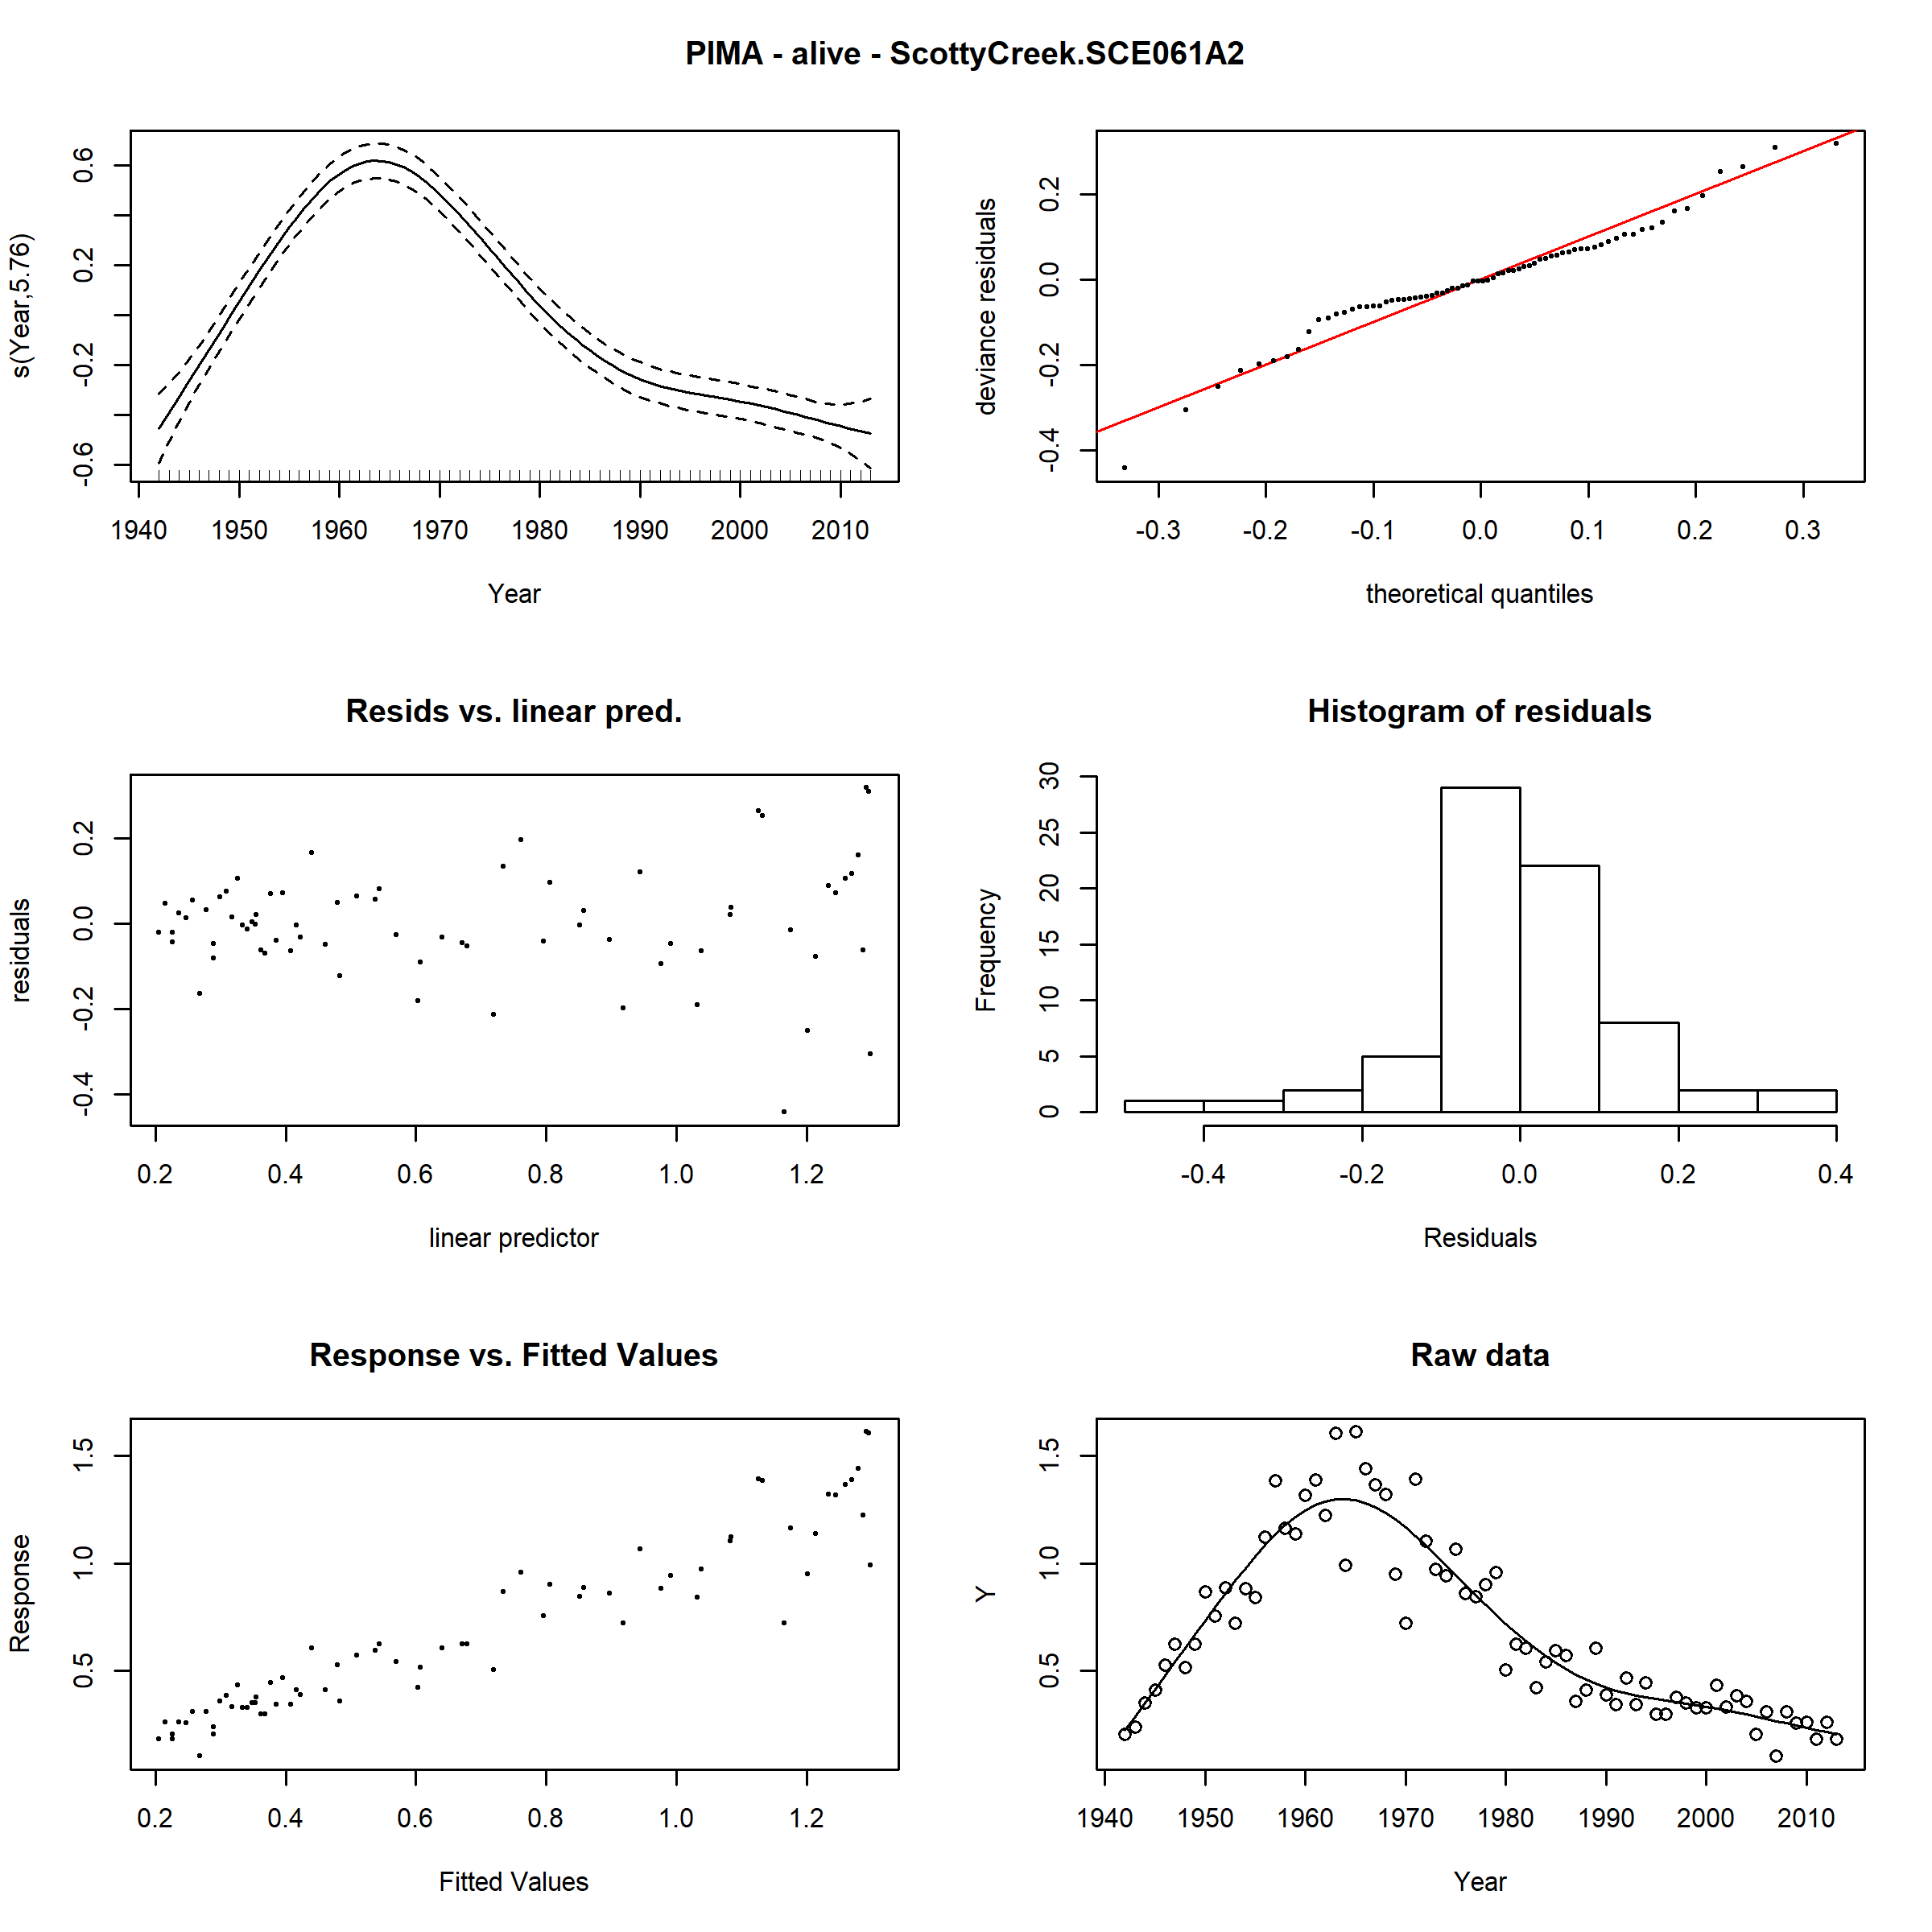 PIMA - alive - ScottyCreek.SCE061A2
s(Year,5.76)
0.6
0.2
-0.2
-0.6
1940 1950 1960 1970 1980 1990 2000 2010
Year
deviance residuals
0.2
0.0
-0.2
-0.4
-0.3 -0.2 -0.1 0.0 0.1 0.2 0.3
theoretical quantiles
Resids vs. linear pred.
residuals
0.2
0.0
-0.2
-0.4
0.2 0.4 0.6 0.8 1.0 1.2
linear predictor
Histogram of residuals
Frequency
30
25
20
15
10
5
0
-0.4 -0.2 0.0 0.2 0.4
Residuals
Response vs. Fitted Values
Response
1.5
1.0
0.5
0.2 0.4 0.6 0.8 1.0 1.2
Fitted Values
Raw data
Y
1.5
1.0
0.5
1940 1950 1960 1970 1980 1990 2000 2010
Year